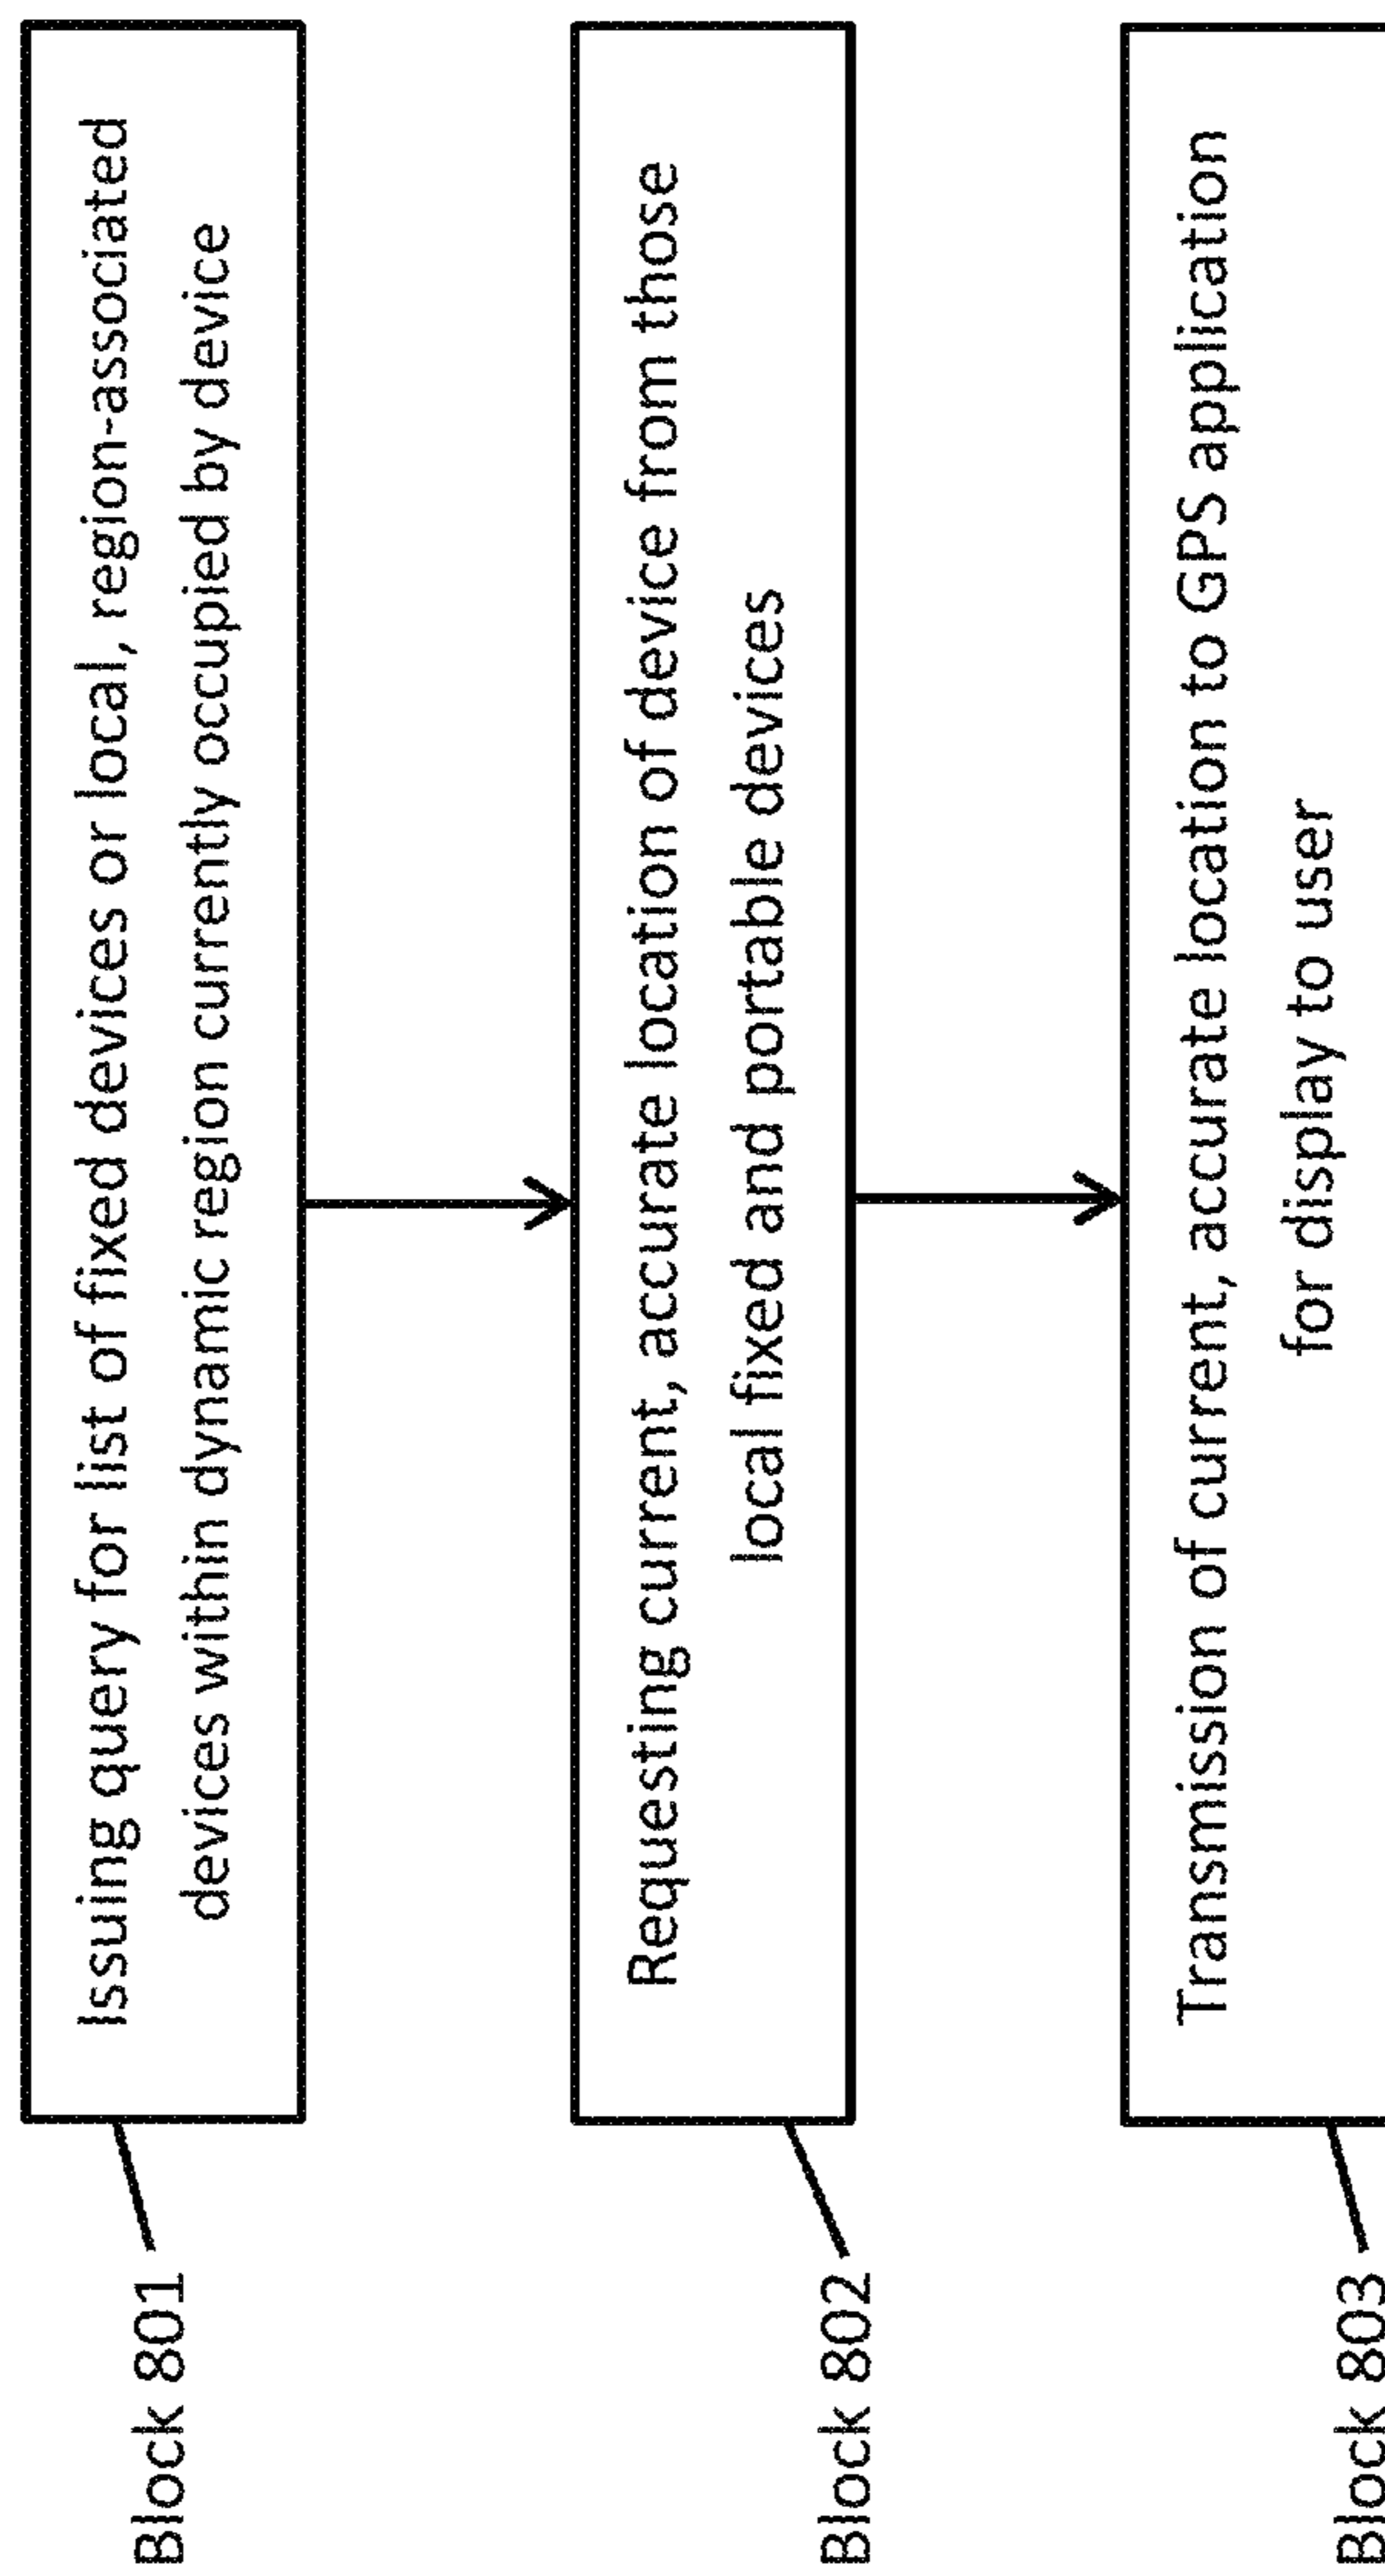 Issuing query for list of fixed devices or local, region-associated
devices within dynamic region currently occupied by device
Block 801
Requesting current, accurate location of device from those
local fixed and portable devices
Block 802
Transmission of current, accurate location to GPS application
for display to user
Block 803